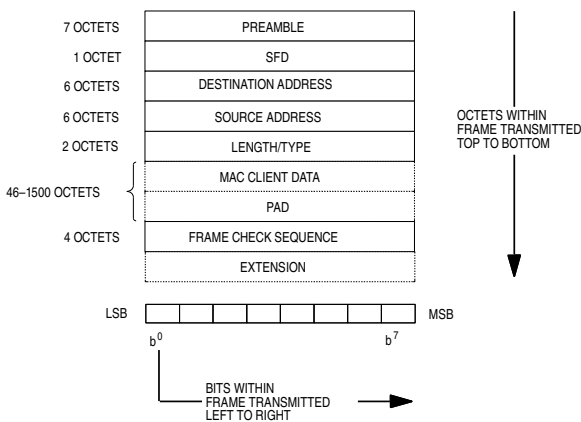 7 OCTETS PREAMBLE
1 OCTET SFD
6 OCTETS DESTINATION ADDRESS
6 OCTETS SOURCE ADDRESS
2 OCTETS LENGTH/TYPE
46–1500 OCTETS MAC CLIENT DATA
PAD
4 OCTETS FRAME CHECK SEQUENCE
EXTENSION
OCTETS WITHIN
FRAME TRANSMITTED
TOP TO BOTTOM
LSB MSB
b0 b7
BITS WITHIN
FRAME TRANSMITTED
LEFT TO RIGHT